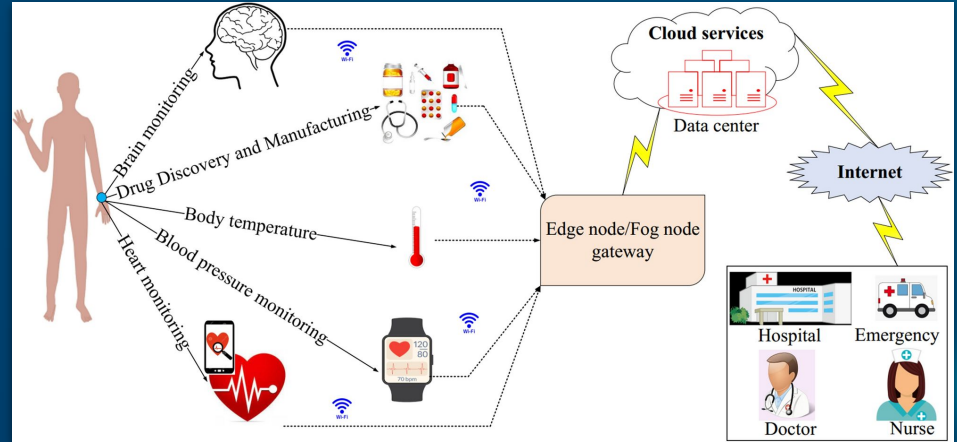 Brain monitoring
Drug Discovery and Manufacturing
Body temperature
Blood pressure monitoring
Heart monitoring
Wi-Fi
Wi-Fi
Wi-Fi
Wi-Fi
120
80
70 bpm
Edge node/Fog node
gateway
Cloud services
Data center
Internet
HOSPITAL
Hospital
Emergency
Doctor
Nurse